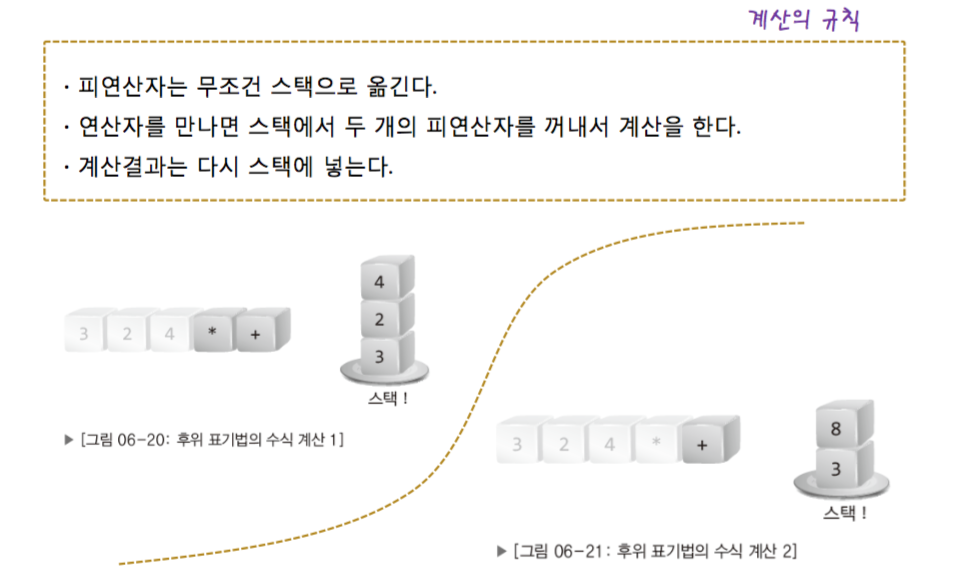 계산의 규칙
· 피연산자는 무조건 스택으로 옮긴다.
· 연산자를 만나면 스택에서 두 개의 피연산자를 꺼내서 계산을 한다.
· 계산결과는 다시 스택에 넣는다.
4
2
3
3 2 4 * +
스택 !
▶ [그림 06-20: 후위 표기법의 수식 계산 1]
8
3
3 2 4 * +
스택 !
▶ [그림 06-21: 후위 표기법의 수식 계산 2]